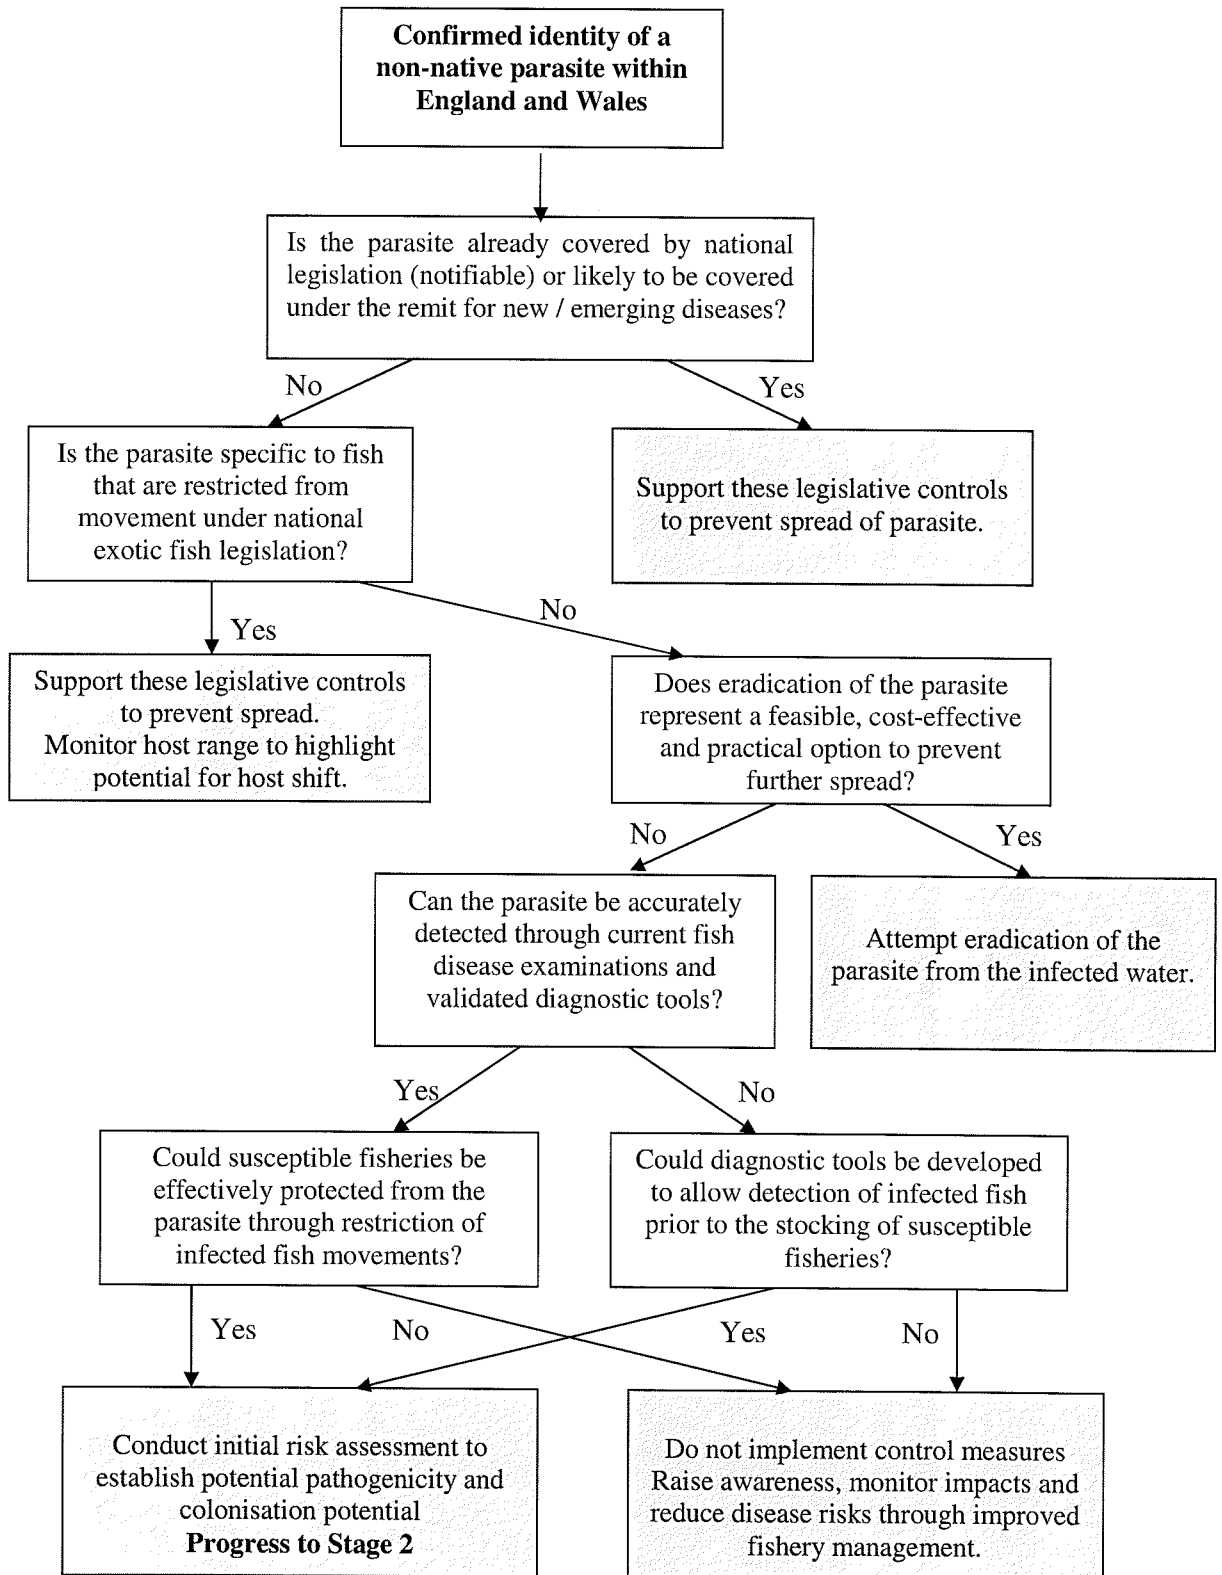 Confirmed identity of a
non-native parasite within
England and Wales
Is the parasite already covered by national
legislation (notifiable) or likely to be covered
under the remit for new / emerging diseases?
No
Yes
Is the parasite specific to fish
that are restricted from
movement under national
exotic fish legislation?
Support these legislative controls
to prevent spread of parasite.
Yes
No
Support these legislative controls
to prevent spread.
Monitor host range to highlight
potential for host shift.
Does eradication of the parasite
represent a feasible, cost-effective
and practical option to prevent
further spread?
No
Yes
Can the parasite be accurately
detected through current fish
disease examinations and
validated diagnostic tools?
Attempt eradication of the
parasite from the infected water.
Yes
No
Could susceptible fisheries be
effectively protected from the
parasite through restriction of
infected fish movements?
Could diagnostic tools be developed
to allow detection of infected fish
prior to the stocking of susceptible
fisheries?
Yes
No
Yes
No
Conduct initial risk assessment to
establish potential pathogenicity and
colonisation potential
Progress to Stage 2
Do not implement control measures
Raise awareness, monitor impacts and
reduce disease risks through improved
fishery management.